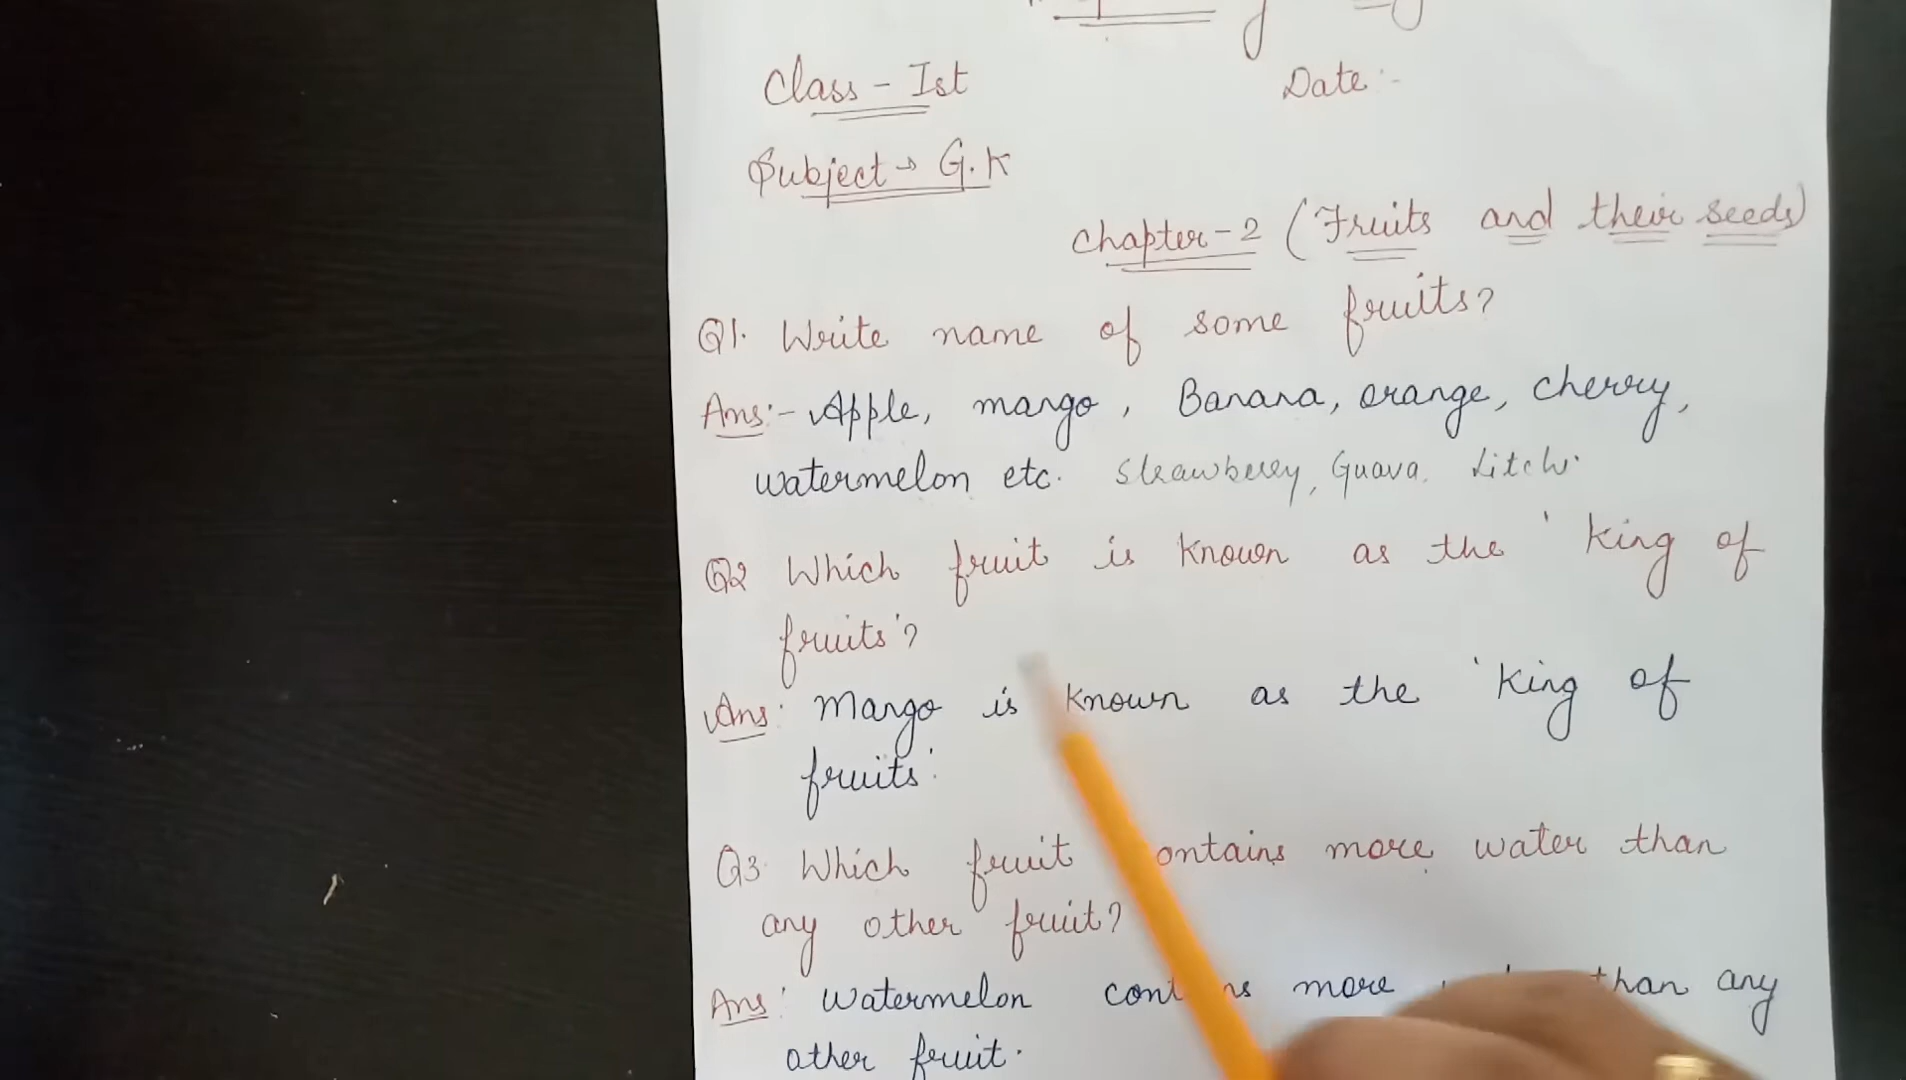 Class - Ist
Date :-
Subject → G.K
Chapter-2 (Fruits and their seeds)
Q1. Write name of some fruits?
Ans:- Apple, mango, Banana, orange, cherry,
watermelon etc. Strawberry, Guava, Litchi
Q2 Which fruit is known as the 'king of
fruits'?
Ans: Mango is known as the 'King of
fruits'
Q3 Which fruit contains more water than
any other fruit?
Ans: Watermelon more than any
other fruit.